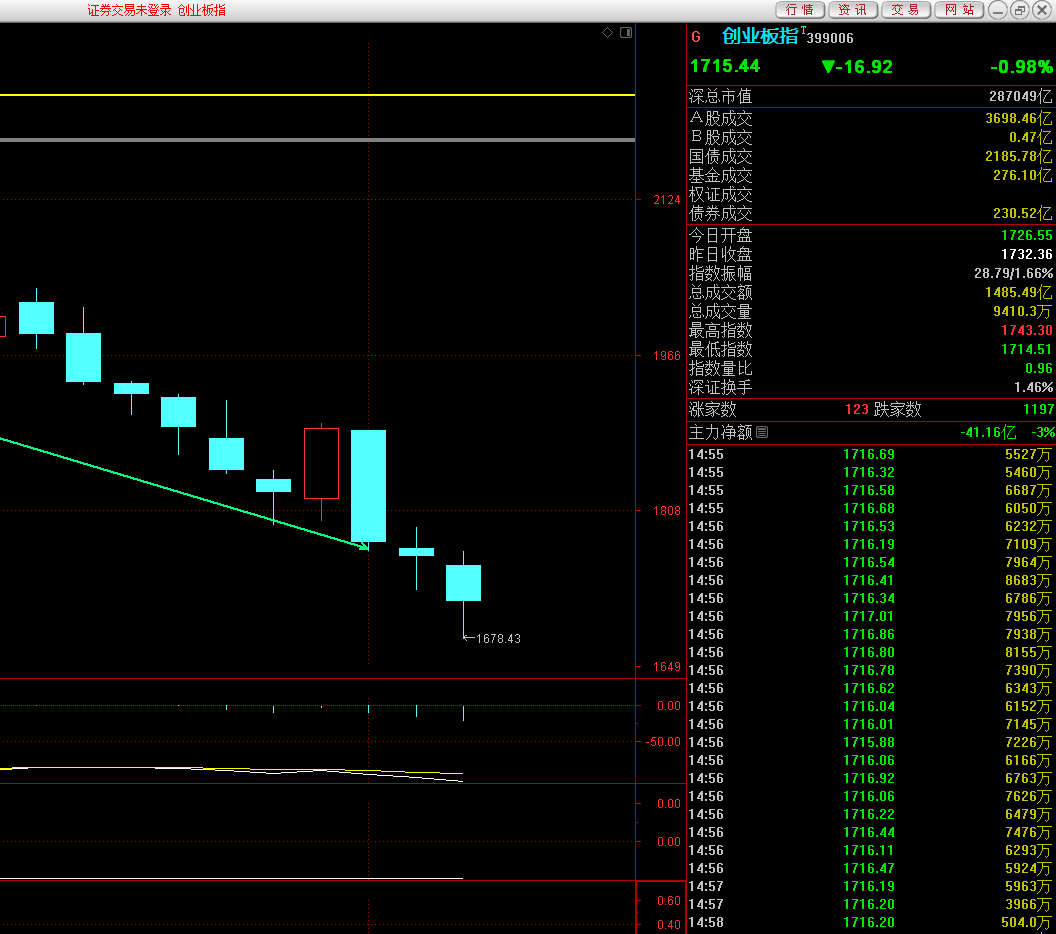 证券交易未登录 创业板指
行情 资讯 交易 网站
G 创业板指T399006
1715.44 ▼-16.92 -0.98%
深总市值 287049亿
A股成交 3698.46亿
B股成交 0.47亿
国债成交 2185.78亿
基金成交 276.10亿
权证成交
债券成交 230.52亿
今日开盘 1726.55
昨日收盘 1732.36
指数振幅 28.79/1.66%
总成交额 1485.49亿
总成交量 9410.3万
最高指数 1743.30
最低指数 1714.51
指数量比 0.96
深证换手 1.46%
涨家数 123 跌家数 1197
主力净额 -41.16亿 -3%
14:55 1716.69 5527万
14:55 1716.32 5460万
14:55 1716.58 6687万
14:55 1716.68 6050万
14:56 1716.53 6232万
14:56 1716.19 7109万
14:56 1716.54 7964万
14:56 1716.41 8683万
14:56 1716.34 6786万
14:56 1717.01 7956万
14:56 1716.86 7938万
14:56 1716.80 8155万
14:56 1716.78 7390万
14:56 1716.62 6343万
14:56 1716.04 6152万
14:56 1716.01 7145万
14:56 1715.88 7226万
14:56 1716.06 6166万
14:56 1716.92 6763万
14:56 1716.06 7626万
14:56 1716.22 6479万
14:56 1716.44 7476万
14:56 1716.11 6293万
14:56 1716.47 5924万
14:57 1716.19 5963万
14:57 1716.20 3966万
14:58 1716.20 504.0万
2124
1966
1808
1678.43
1649
0.00
-50.00
0.00
0.00
0.60
0.40